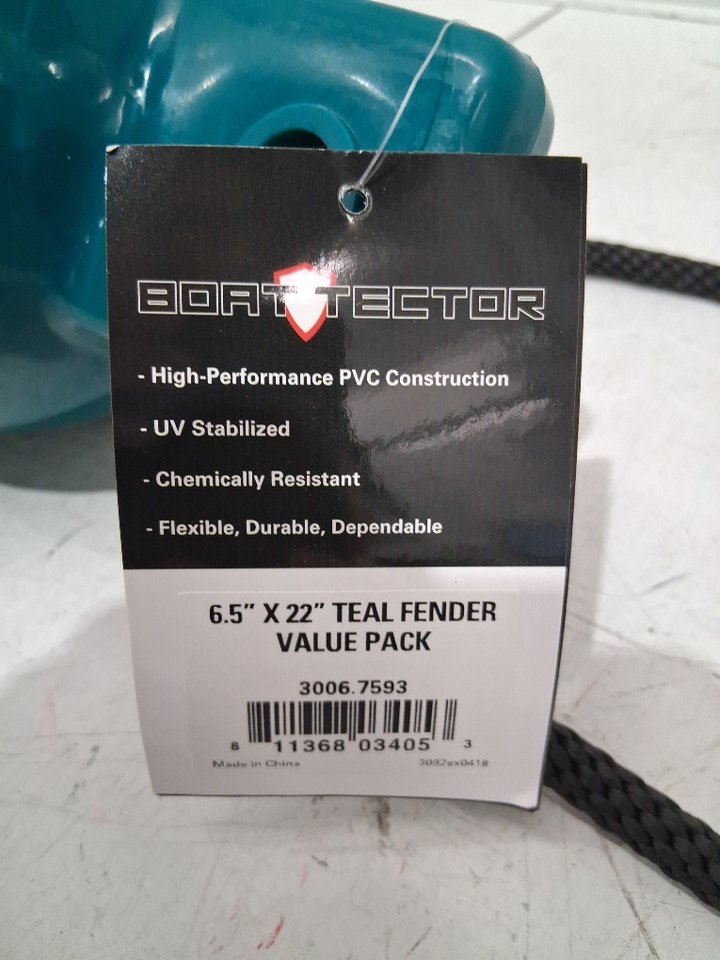 BOATTECTOR
- High-Performance PVC Construction
- UV Stabilized
- Chemically Resistant
- Flexible, Durable, Dependable
6.5” X 22” TEAL FENDER
VALUE PACK
3006.7593
8 11368 03405 3
Made in China 3092ex0418